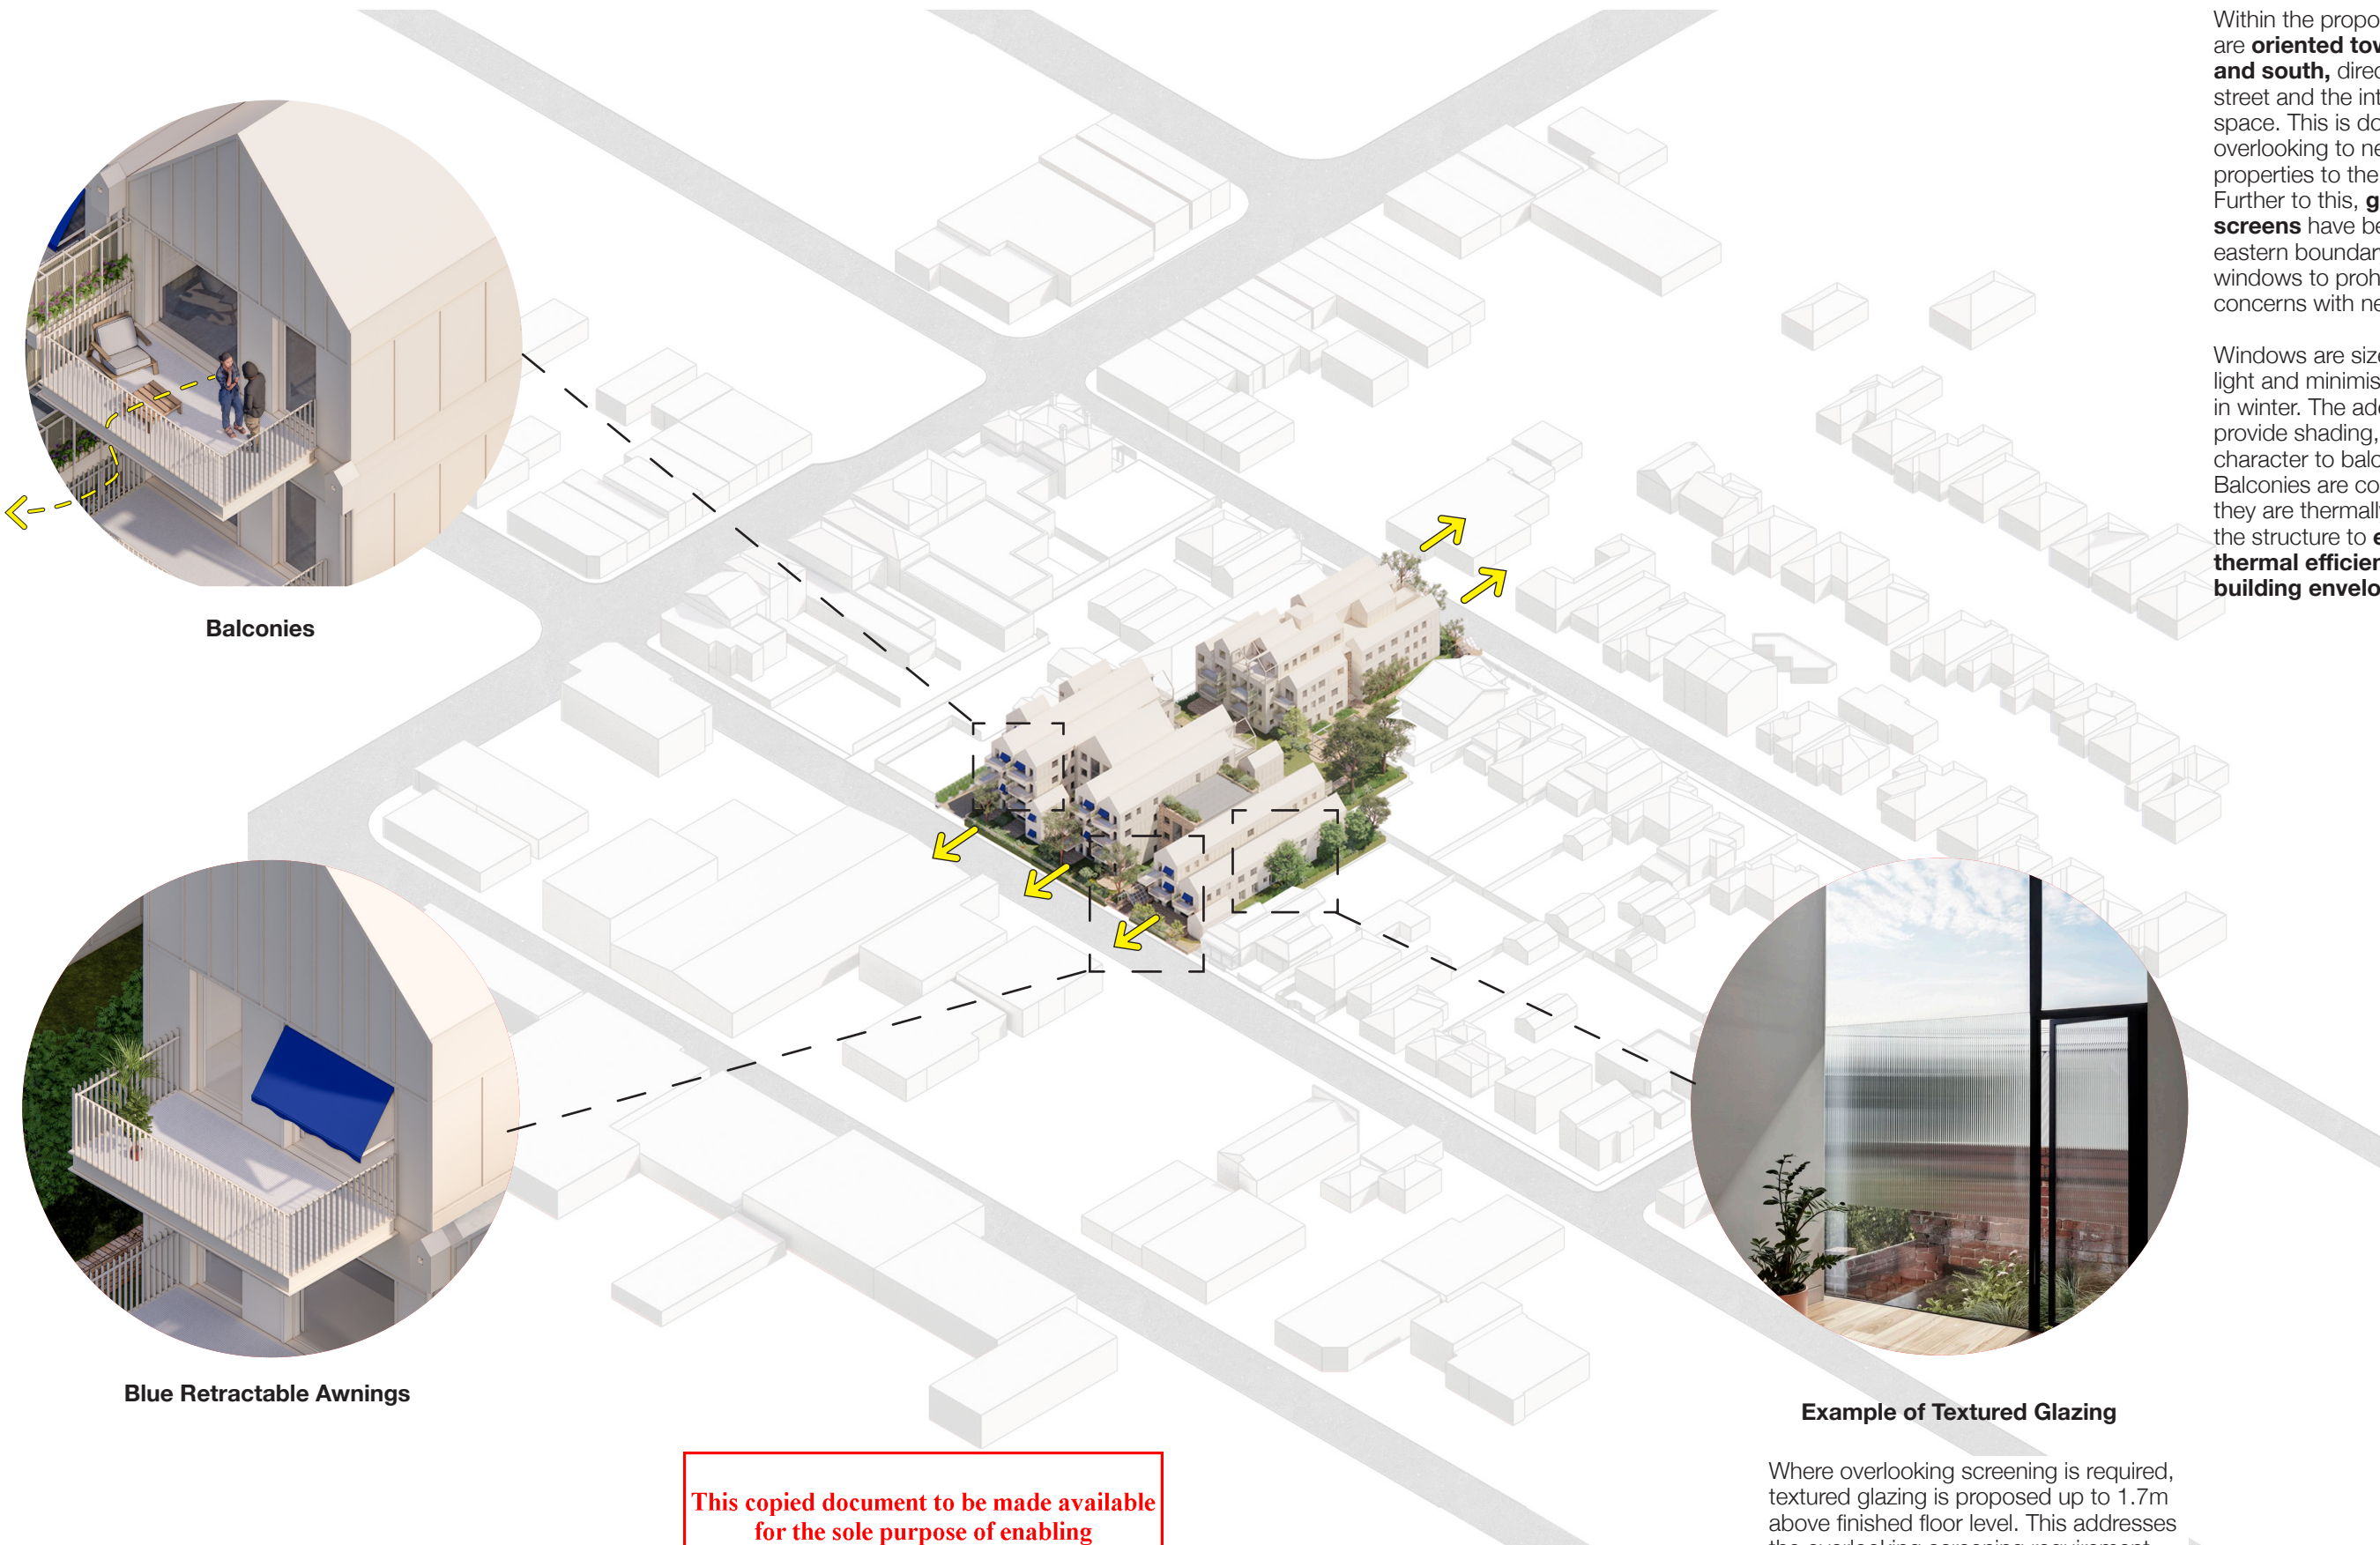 Within the propo
are oriented tov
and south, direc
street and the int
space. This is do
overlooking to ne
properties to the
Further to this, g
screens have be
eastern boundar
windows to proh
concerns with ne
Windows are size
light and minimis
in winter. The ad
provide shading,
character to balc
Balconies are co
they are thermall
the structure to e
thermal efficien
building envelo
Balconies
Blue Retractable Awnings
Example of Textured Glazing
Where overlooking screening is required,
textured glazing is proposed up to 1.7m
above finished floor level. This addresses
the overlooking screening requirement
This copied document to be made available
for the sole purpose of enabling